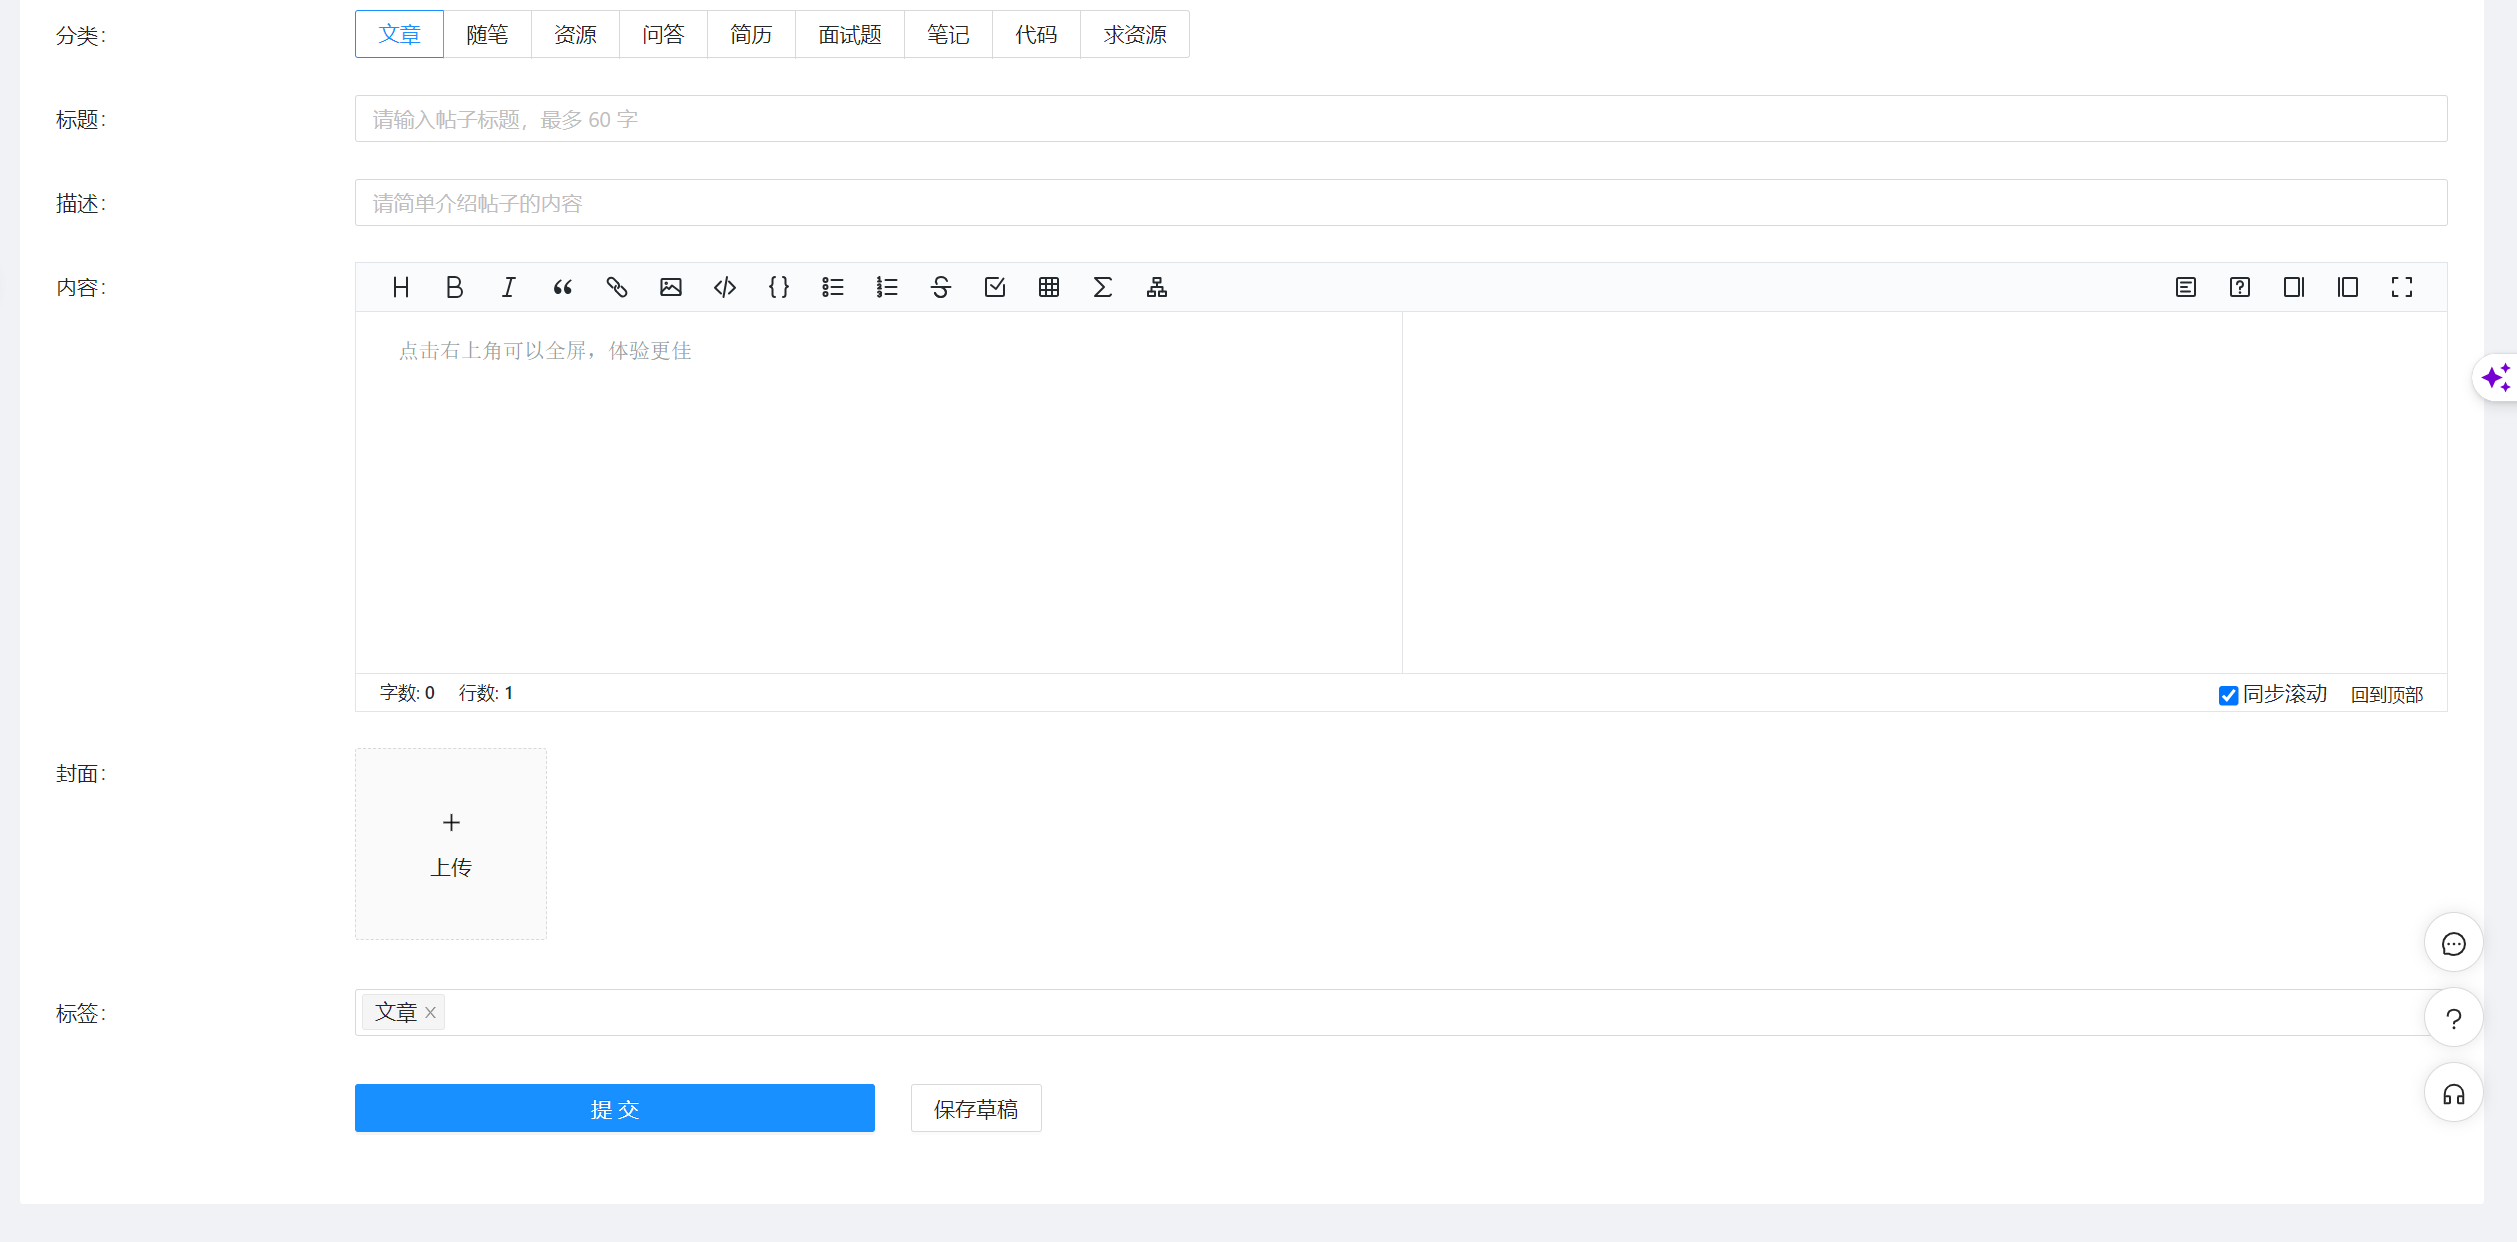 分类:
文章 随笔 资源 问答 简历 面试题 笔记 代码 求资源
标题:
请输入帖子标题，最多 60 字
描述:
请简单介绍帖子的内容
内容:
点击右上角可以全屏，体验更佳
字数: 0 行数: 1
同步滚动 回到顶部
封面:
上传
标签:
文章
提 交 保存草稿